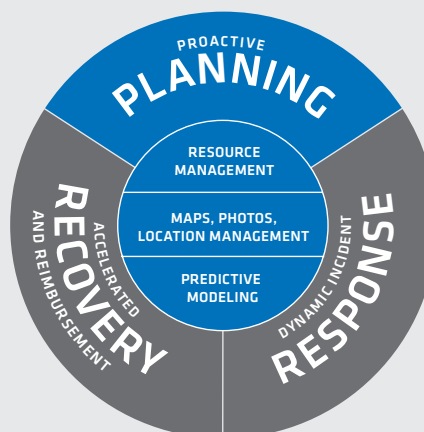 PROACTIVE
PLANNING
RESOURCE
MANAGEMENT
MAPS, PHOTOS,
LOCATION MANAGEMENT
PREDICTIVE
MODELING
ACCELERATED
RECOVERY
AND REIMBURSEMENT
DYNAMIC INCIDENT
RESPONSE